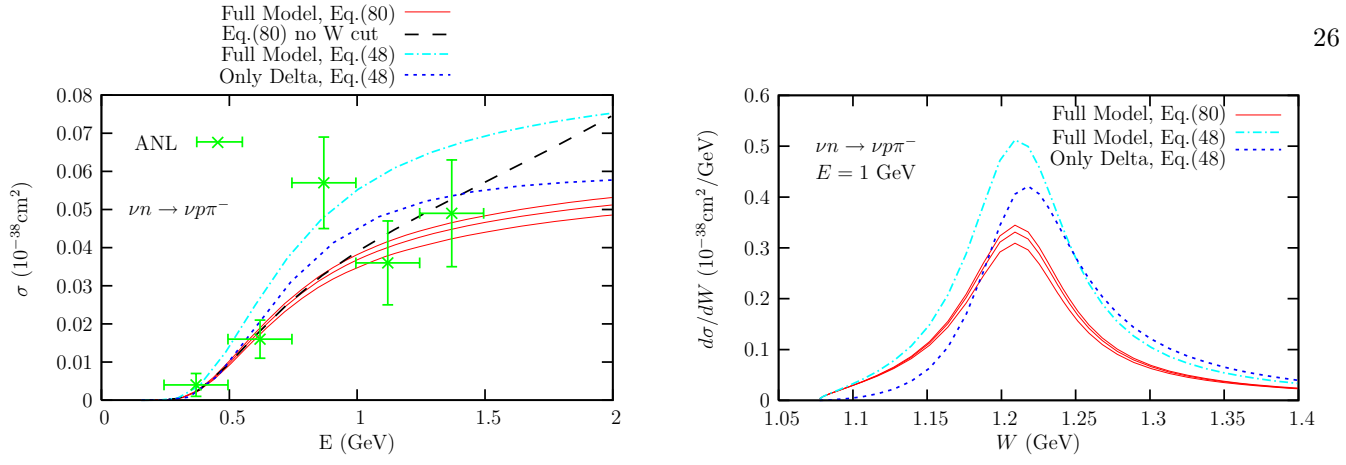 26
Full Model, Eq.(80)
Eq.(80) no W cut
Full Model, Eq.(48)
Only Delta, Eq.(48)
0.08
0.07
0.06
0.05
0.04
0.03
0.02
0.01
0
σ (10⁻³⁸cm²)
ANL
νn → νpπ⁻
0 0.5 1 1.5 2
E (GeV)
0.6
0.5
0.4
0.3
0.2
0.1
0
dσ/dW (10⁻³⁸cm²/GeV)
νn → νpπ⁻
E = 1 GeV
Full Model, Eq.(80)
Full Model, Eq.(48)
Only Delta, Eq.(48)
1.05 1.1 1.15 1.2 1.25 1.3 1.35 1.4
W (GeV)